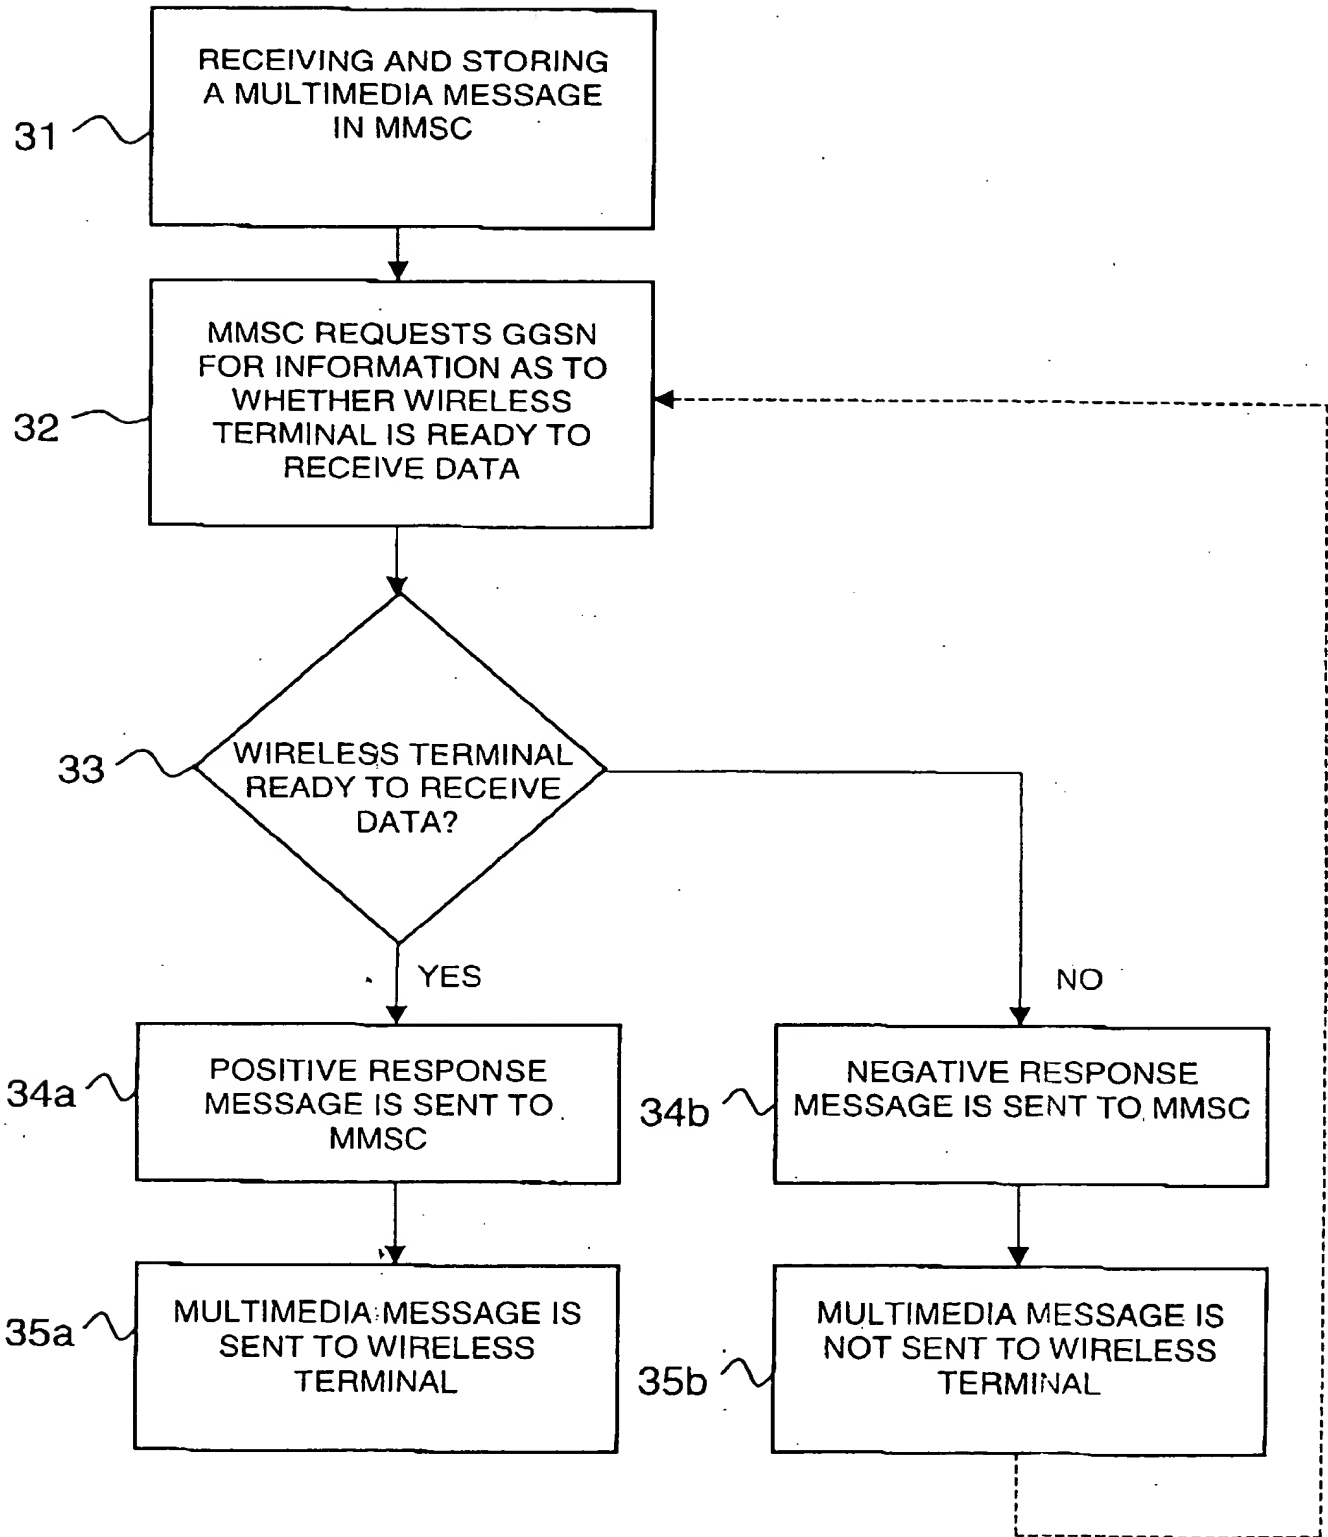 RECEIVING AND STORING
A MULTIMEDIA MESSAGE
IN MMSC
31
MMSC REQUESTS GGSN
FOR INFORMATION AS TO
WHETHER WIRELESS
TERMINAL IS READY TO
RECEIVE DATA
32
WIRELESS TERMINAL
READY TO RECEIVE
DATA?
33
YES
NO
POSITIVE RESPONSE
MESSAGE IS SENT TO
MMSC
34a
NEGATIVE RESPONSE
MESSAGE IS SENT TO MMSC
34b
MULTIMEDIA MESSAGE IS
SENT TO WIRELESS
TERMINAL
35a
MULTIMEDIA MESSAGE IS
NOT SENT TO WIRELESS
TERMINAL
35b